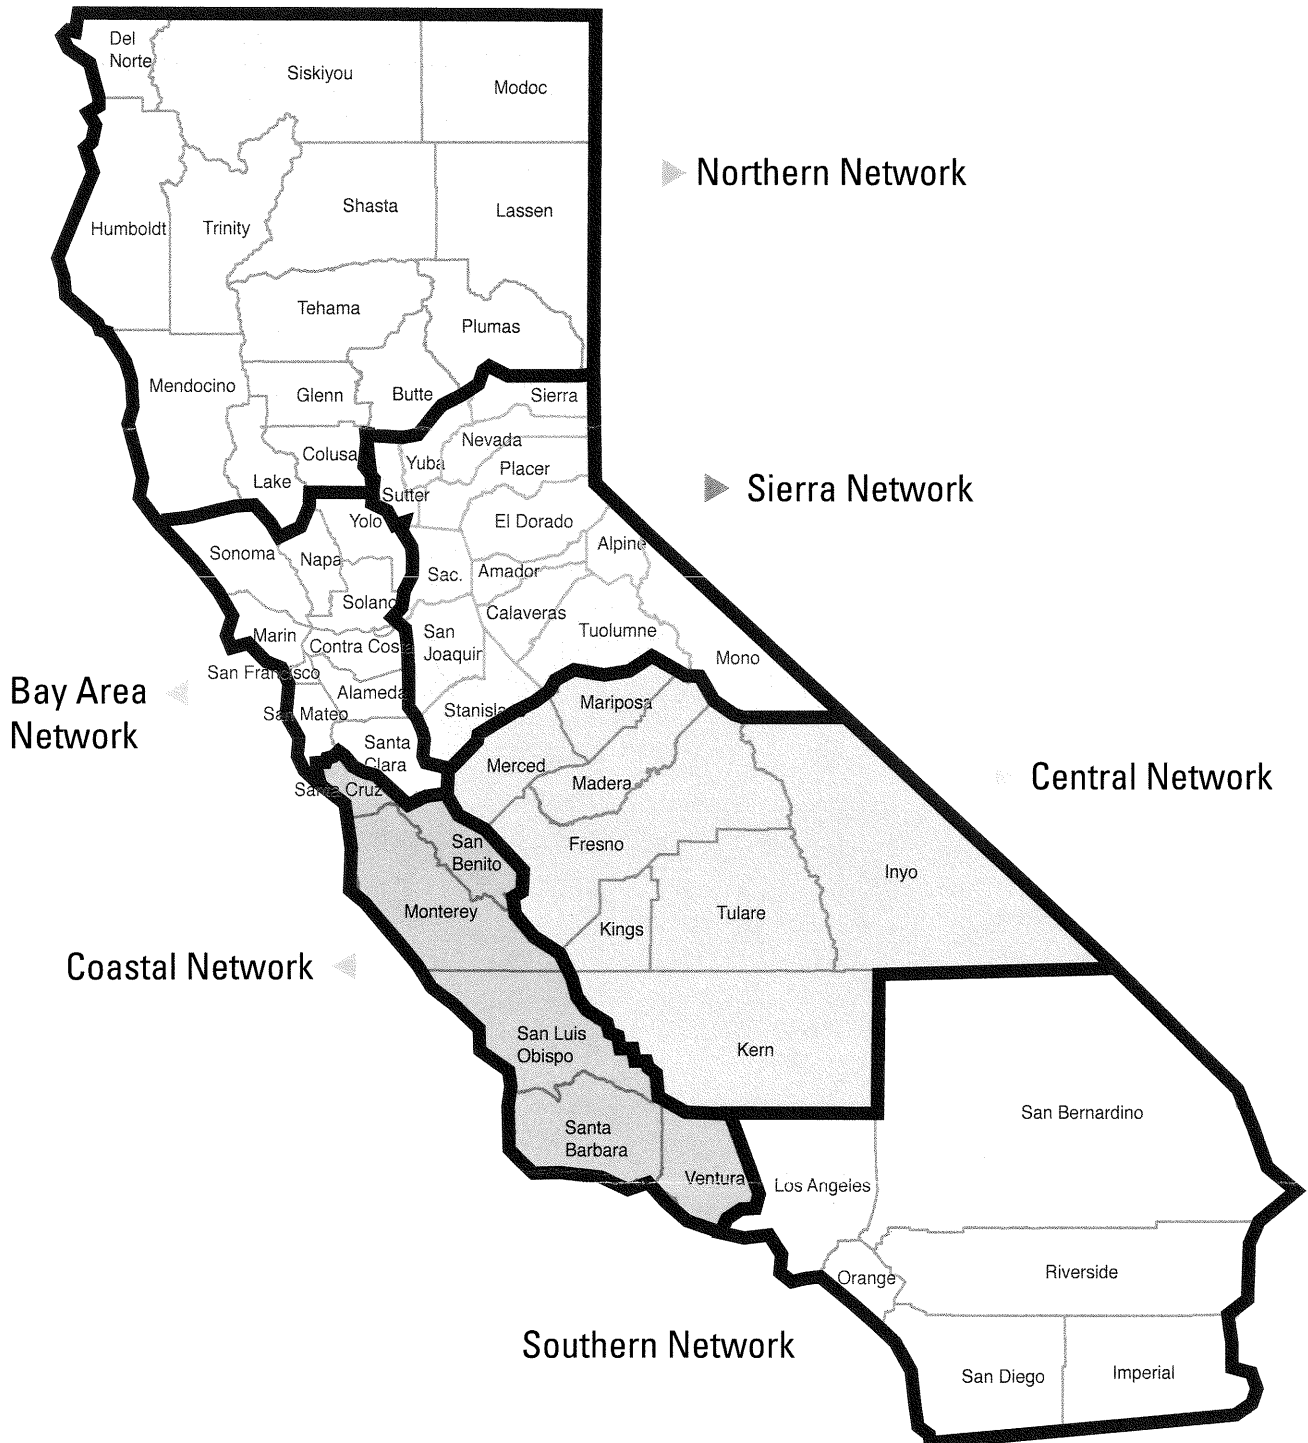 Del
Norte
Siskiyou
Modoc
Northern Network
Humboldt
Trinity
Shasta
Lassen
Tehama
Plumas
Mendocino
Glenn
Butte
Sierra
Nevada
Colusa
Yuba
Placer
Lake
Sutter
Sierra Network
Yolo
El Dorado
Sonoma
Napa
Alpine
Sac.
Amador
Solano
Calaveras
Marin
Contra Costa
San
Joaquin
Tuolumne
Mono
San Francisco
Bay Area
Network
Alameda
San Mateo
Stanislaus
Mariposa
Santa
Clara
Merced
Madera
Central Network
Santa Cruz
San
Benito
Fresno
Inyo
Monterey
Kings
Tulare
Coastal Network
San Luis
Obispo
Kern
Santa
Barbara
San Bernardino
Ventura
Los Angeles
Orange
Riverside
Southern Network
San Diego
Imperial